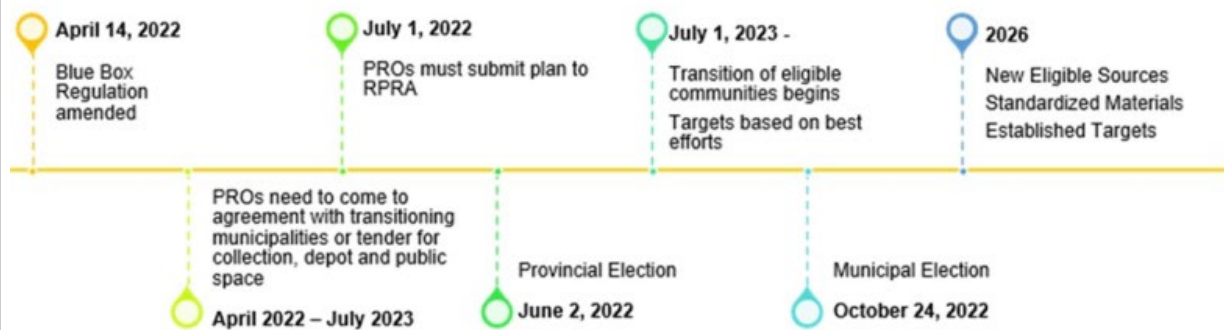 April 14, 2022
Blue Box
Regulation
amended
July 1, 2022
PROs must submit plan to
RPRA
July 1, 2023 -
Transition of eligible
communities begins
Targets based on best
efforts
2026
New Eligible Sources
Standardized Materials
Established Targets
PROs need to come to
agreement with transitioning
municipalities or tender for
collection, depot and public
space
April 2022 – July 2023
Provincial Election
June 2, 2022
Municipal Election
October 24, 2022